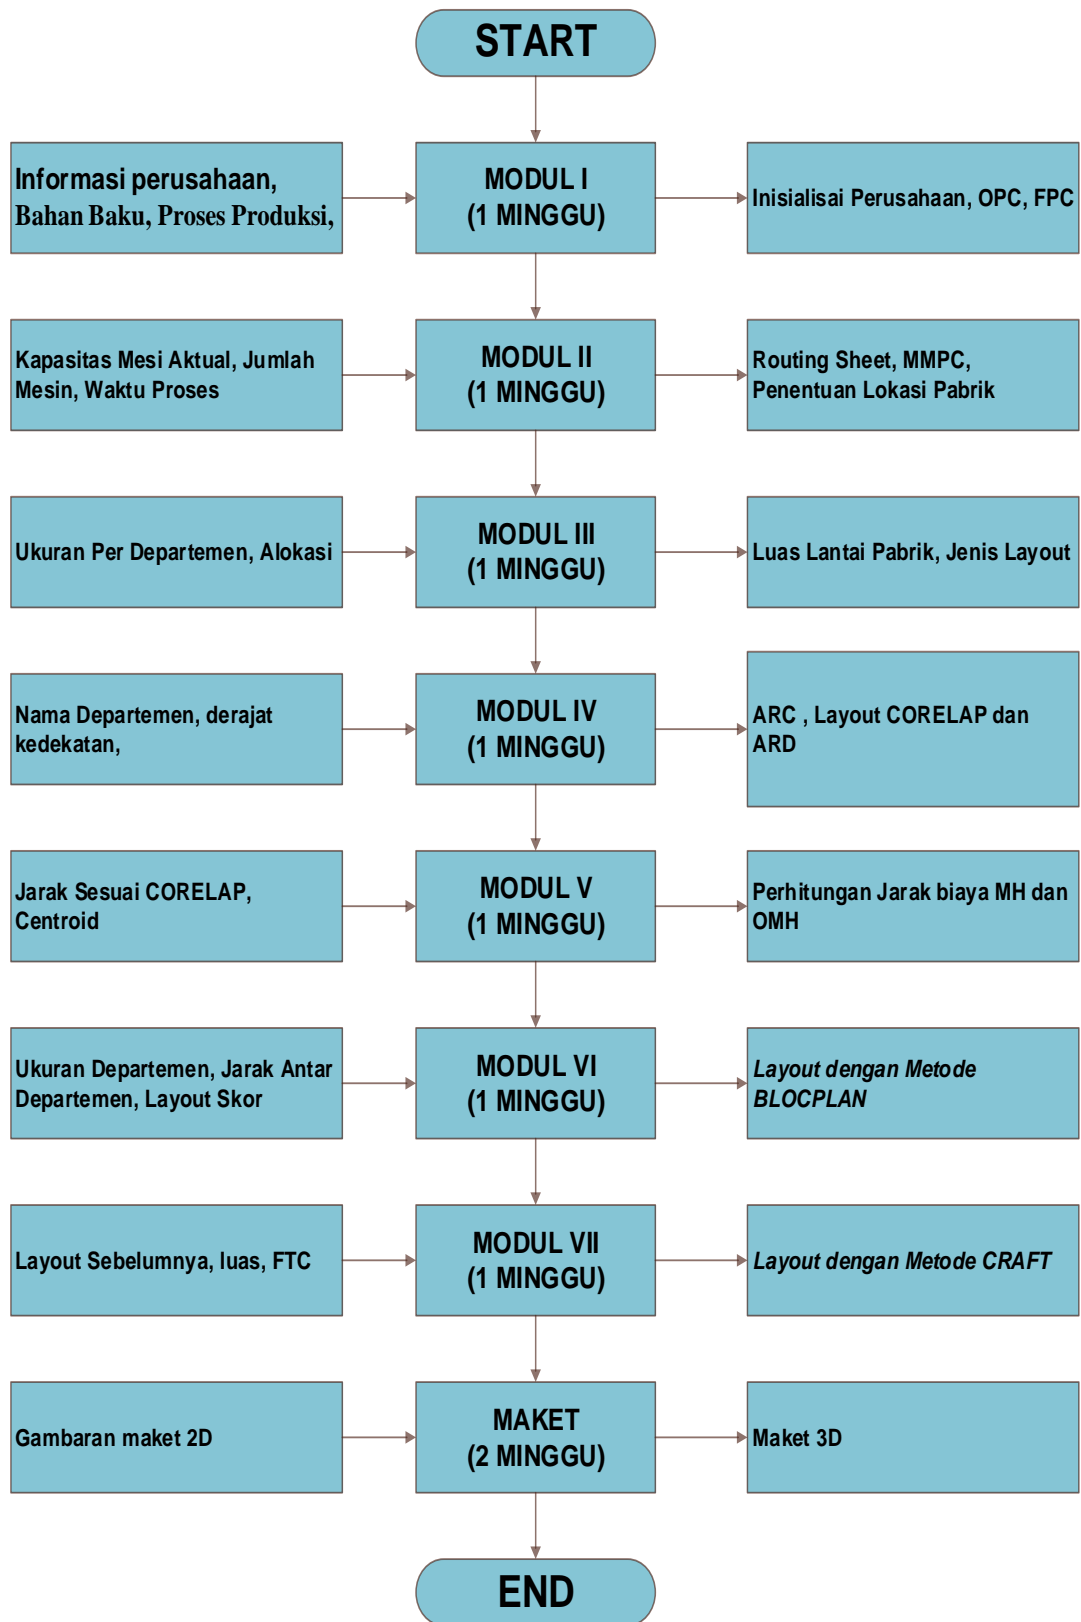 START
Informasi perusahaan,
Bahan Baku, Proses Produksi,
MODUL I
(1 MINGGU)
Inisialisai Perusahaan, OPC, FPC
Kapasitas Mesi Aktual, Jumlah
Mesin, Waktu Proses
MODUL II
(1 MINGGU)
Routing Sheet, MMPC,
Penentuan Lokasi Pabrik
Ukuran Per Departemen, Alokasi
MODUL III
(1 MINGGU)
Luas Lantai Pabrik, Jenis Layout
Nama Departemen, derajat
kedekatan,
MODUL IV
(1 MINGGU)
ARC , Layout CORELAP dan
ARD
Jarak Sesuai CORELAP,
Centroid
MODUL V
(1 MINGGU)
Perhitungan Jarak biaya MH dan
OMH
Ukuran Departemen, Jarak Antar
Departemen, Layout Skor
MODUL VI
(1 MINGGU)
Layout dengan Metode
BLOCPLAN
Layout Sebelumnya, luas, FTC
MODUL VII
(1 MINGGU)
Layout dengan Metode CRAFT
Gambaran maket 2D
MAKET
(2 MINGGU)
Maket 3D
END